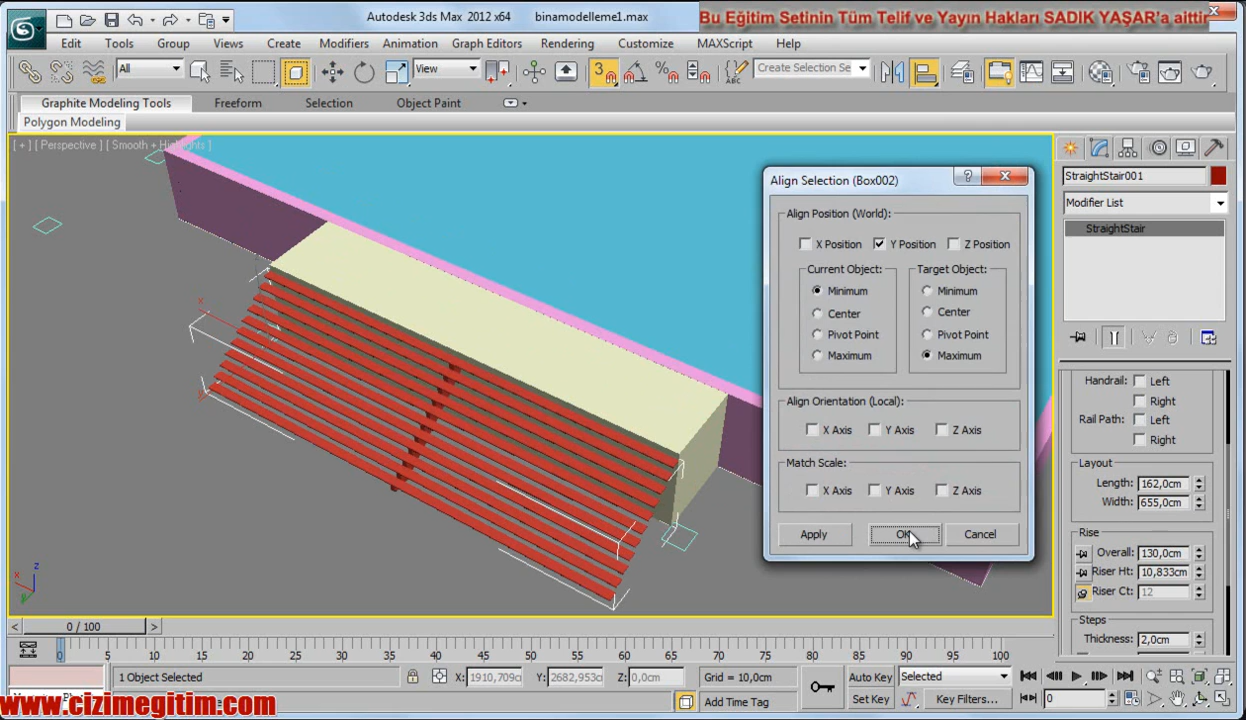 Autodesk 3ds Max 2012 x64 binamodelleme1.max
Bu Eğitim Setinin Tüm Telif ve Yayın Hakları SADIK YAŞAR'a aittir
Edit Tools Group Views Create Modifiers Animation Graph Editors Rendering Customize MAXScript Help
All View 3 Create Selection Se
Graphite Modeling Tools Freeform Selection Object Paint
Polygon Modeling
[ + ] [ Perspective ] [ Smooth + Highlights ]
Align Selection (Box002)
Align Position (World):
X Position Y Position Z Position
Current Object: Target Object:
Minimum Minimum
Center Center
Pivot Point Pivot Point
Maximum Maximum
Align Orientation (Local):
X Axis Y Axis Z Axis
Match Scale:
X Axis Y Axis Z Axis
Apply OK Cancel
StraightStair001
Modifier List
StraightStair
Handrail: Left
Right
Rail Path: Left
Right
Layout
Length: 162,0cm
Width: 655,0cm
Rise
Overall: 130,0cm
Riser Ht: 10,833cm
Riser Ct: 12
Steps
Thickness: 2,0cm
x
x
z
x
y
< 0 / 100 >
0 5 10 15 20 25 30 35 40 45 50 55 60 65 70 75 80 85 90 95 100
1 Object Selected X: 1910,709c Y: 2682,953c Z: 0,0cm Grid = 10,0cm Auto Key Selected
Add Time Tag Set Key Key Filters... 0
www.cizimegitim.com